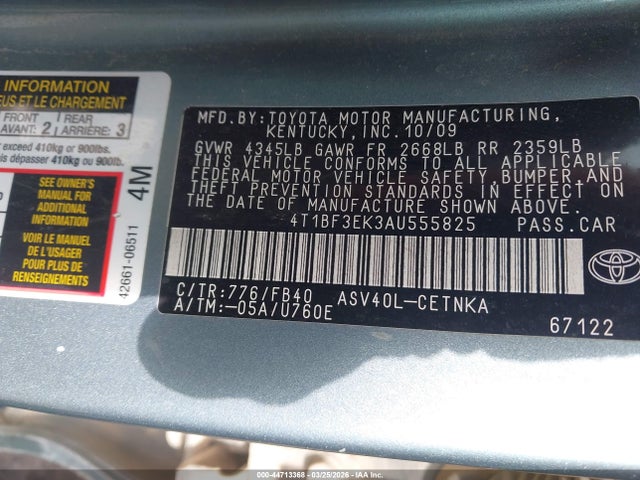 INFORMATION
EUS ET LE CHARGEMENT
FRONT 1 REAR
AVANT: 2 ARRIÈRE: 3
exceed 410kg or 900lbs.
is dépasser 410kg ou 900lb.
SEE OWNER'S
MANUAL FOR
ADDITIONAL
INFORMATION
VOIR LE MANUEL
DE L'USAGER
POUR PLUS DE
RENSEIGNEMENTS
4M
42661-06511
MFD.BY:TOYOTA MOTOR MANUFACTURING,
KENTUCKY, INC.10/09
GVWR 4345LB GAWR FR 2668LB RR 2359LB
THIS VEHICLE CONFORMS TO ALL APPLICABLE
FEDERAL MOTOR VEHICLE SAFETY,BUMPER AND
THEFT PREVENTION STANDARDS IN EFFECT ON
THE DATE OF MANUFACTURE SHOWN ABOVE.
4T1BF3EK3AU555825 PASS.CAR
C/TR:776/FB40 ASV40L-CETNKA
A/TM:-05A/U760E
67122
TOYOTA
000-44713368 - 03/25/2026 - IAA Inc.